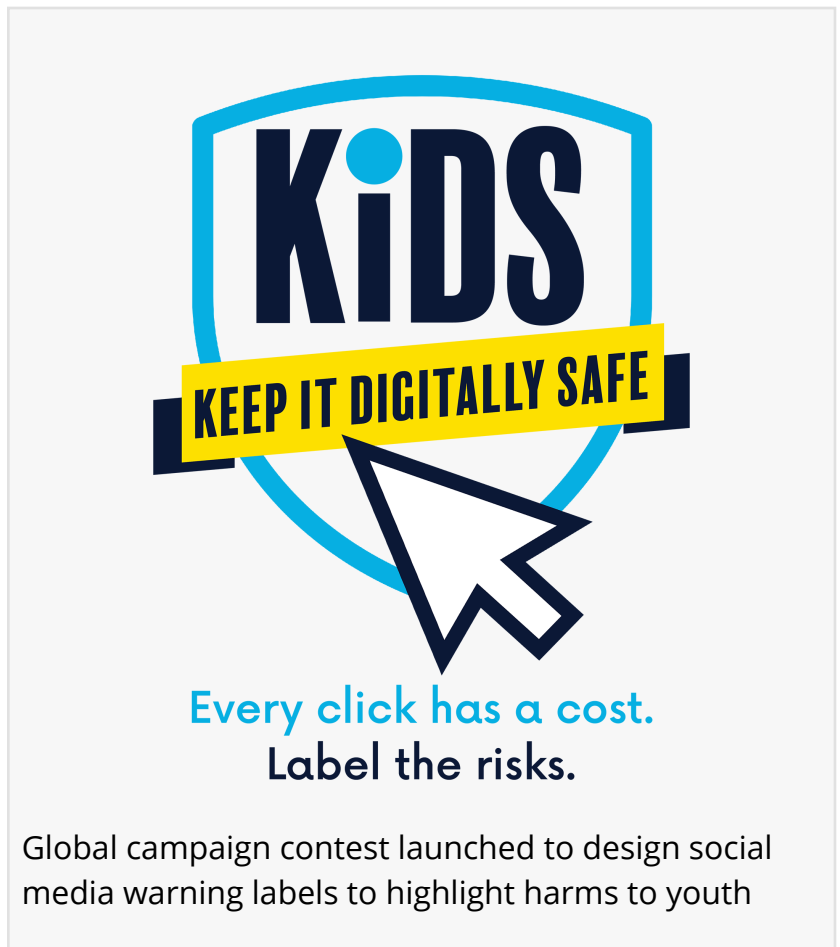 KiDS
KEEP IT DIGITALLY SAFE
Every click has a cost.
Label the risks.
Global campaign contest launched to design social
media warning labels to highlight harms to youth